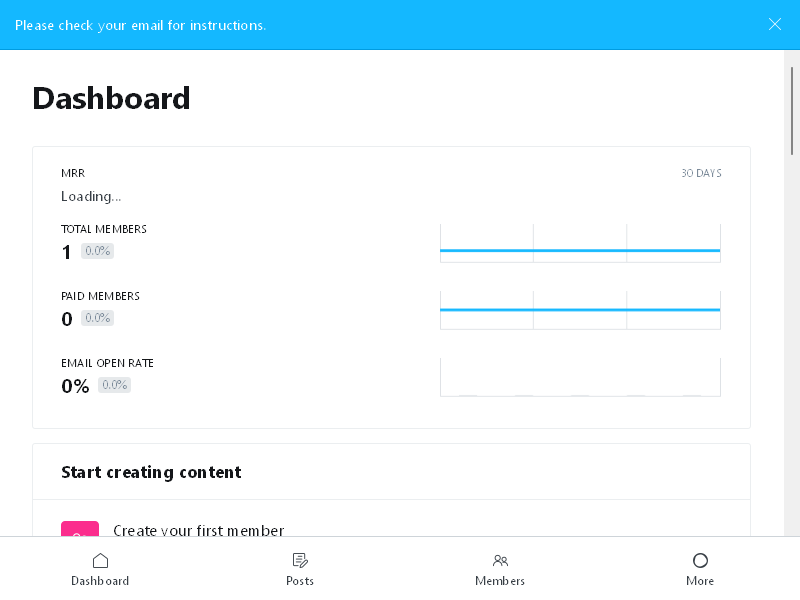 Please check your email for instructions.
Dashboard
MRR
30 DAYS
Loading...
TOTAL MEMBERS
1 0.0%
PAID MEMBERS
0 0.0%
EMAIL OPEN RATE
0% 0.0%
Start creating content
Create your first member
Dashboard
Posts
Members
More